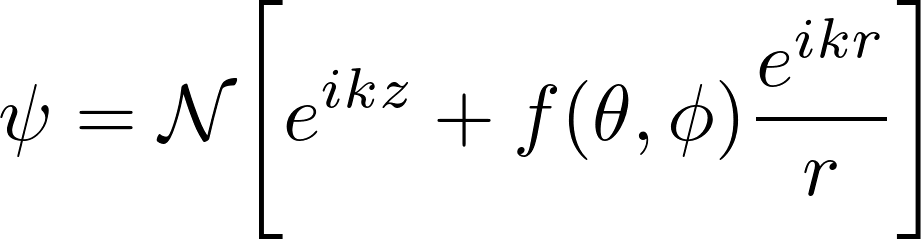 ψ = 𝒩[e^{ikz} + f(θ, ϕ) e^{ikr}/r]